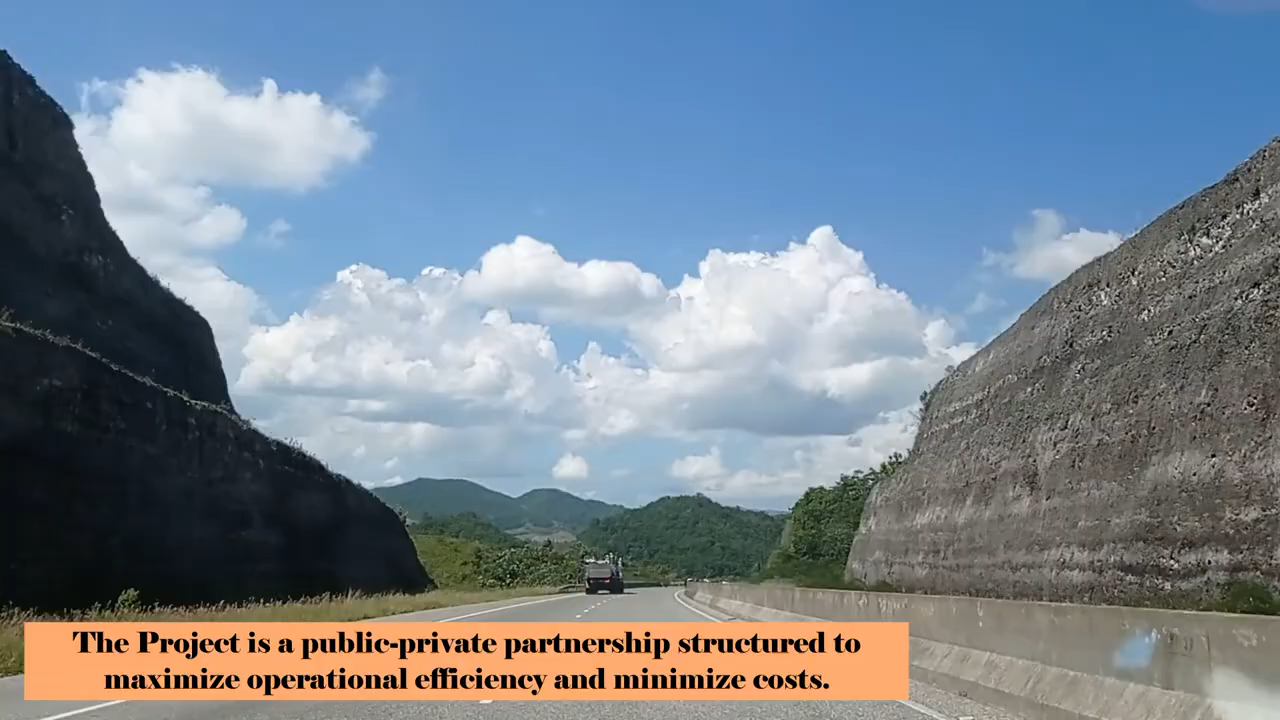 The Project is a public-private partnership structured to
maximize operational efficiency and minimize costs.